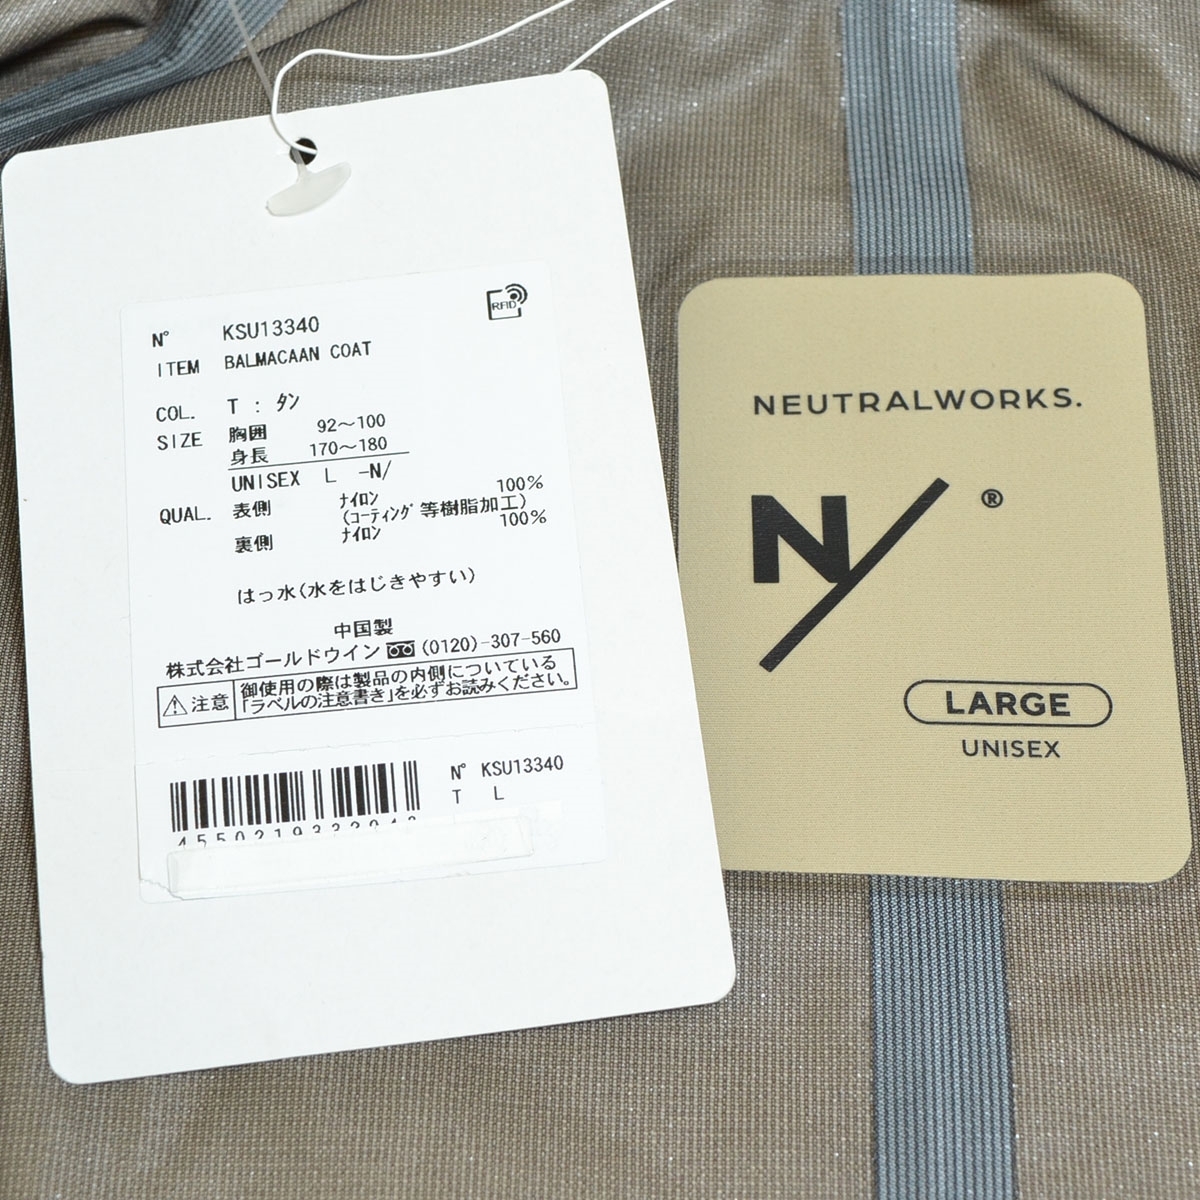 RFID
N° KSU13340
ITEM BALMACAAN COAT
COL. T : タン
SIZE 胸囲 92～100
身長 170～180
UNISEX L -N/
QUAL. 表側 ナイロン 100%
(コーティング等樹脂加工)
裏側 ナイロン 100%
はっ水(水をはじきやすい)
中国製
株式会社ゴールドウイン (0120)-307-560
注意 御使用の際は製品の内側についている
「ラベルの注意書き」を必ずお読みください。
N° KSU13340
T L
NEUTRALWORKS.
N/ ®
LARGE
UNISEX